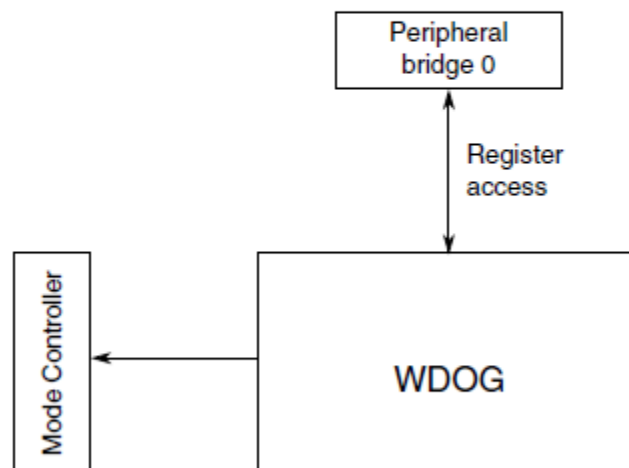 Peripheral
bridge 0
Register
access
Mode Controller
WDOG